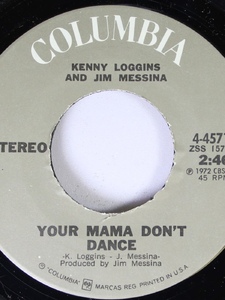 COLUMBIA
KENNY LOGGINS
AND JIM MESSINA
STEREO
4-4571
ZSS 157
2:46
℗ 1972 CBS
45 RPM
YOUR MAMA DON'T
DANCE
-K. Loggins - J. Messina-
Produced by Jim Messina
® "COLUMBIA" MARCAS REG. PRINTED IN U.S.A.